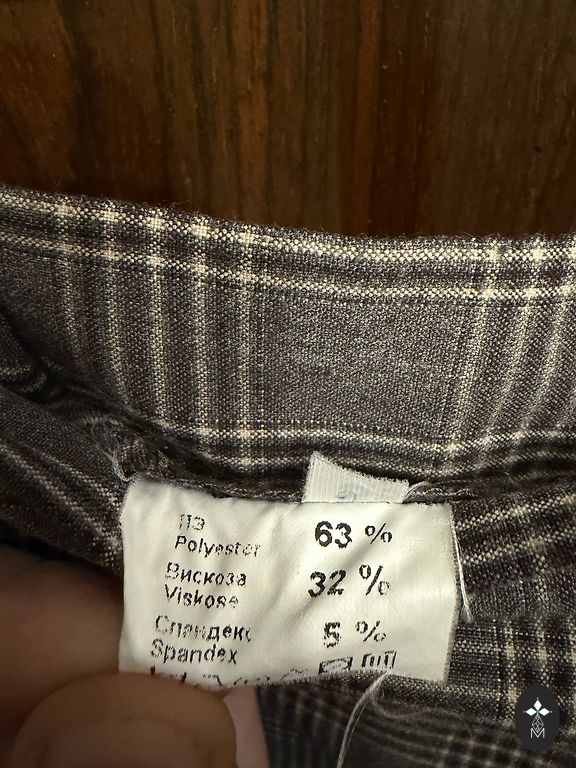 ПЭ 63 %
Polyester
Вискоза 32 %
Viskose
Спандекс 5 %
Spandex
M